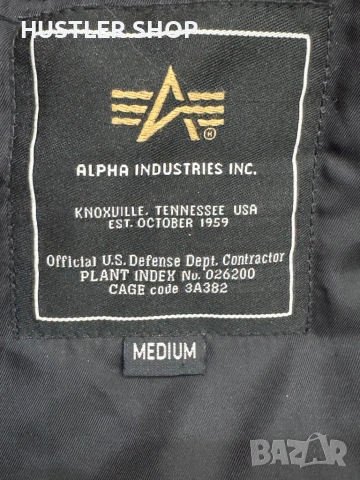 HUSTLER SHOP
ALPHA INDUSTRIES INC.
KNOXVILLE, TENNESSEE USA
EST. OCTOBER 1959
Official U.S. Defense Dept. Contractor
PLANT INDEX No. 026200
CAGE code 3A382
MEDIUM
BAZAR